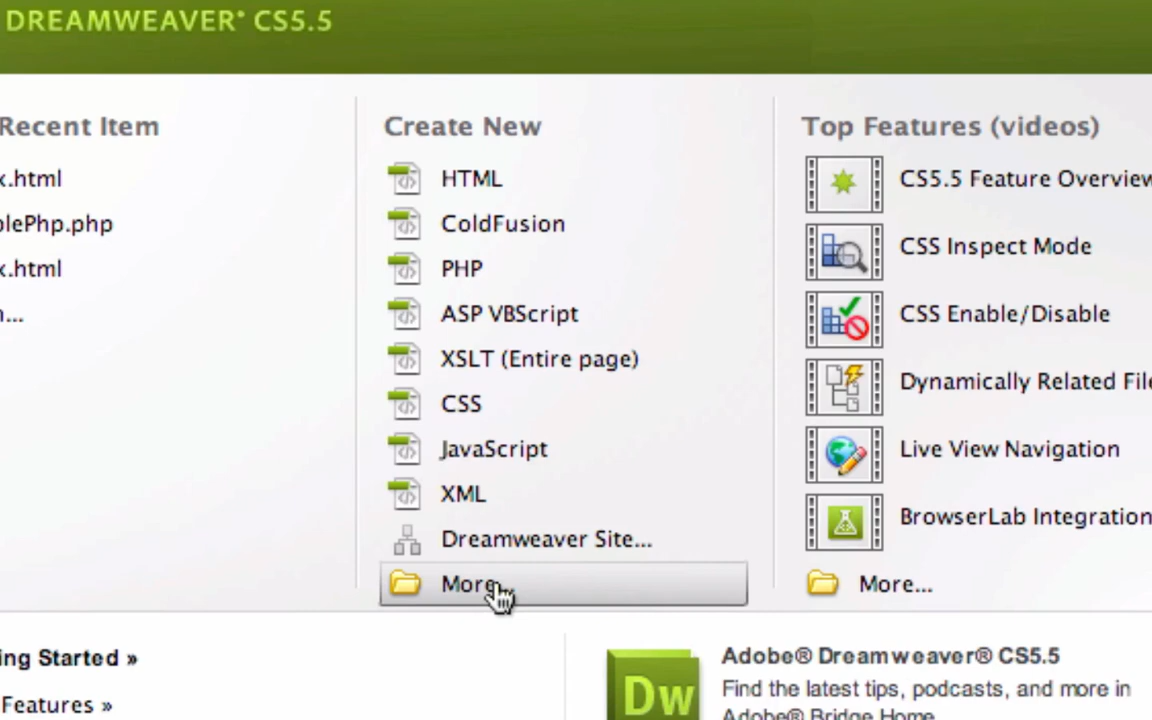 DREAMWEAVER® CS5.5
Recent Item
x.html
plePhp.php
x.html
n...
Create New
HTML
ColdFusion
PHP
ASP VBScript
XSLT (Entire page)
CSS
JavaScript
XML
Dreamweaver Site...
More
Top Features (videos)
CS5.5 Feature Overview
CSS Inspect Mode
CSS Enable/Disable
Dynamically Related File
Live View Navigation
BrowserLab Integration
More...
ing Started »
Features »
Dw
Adobe® Dreamweaver® CS5.5
Find the latest tips, podcasts, and more in
Adobe® Bridge Home